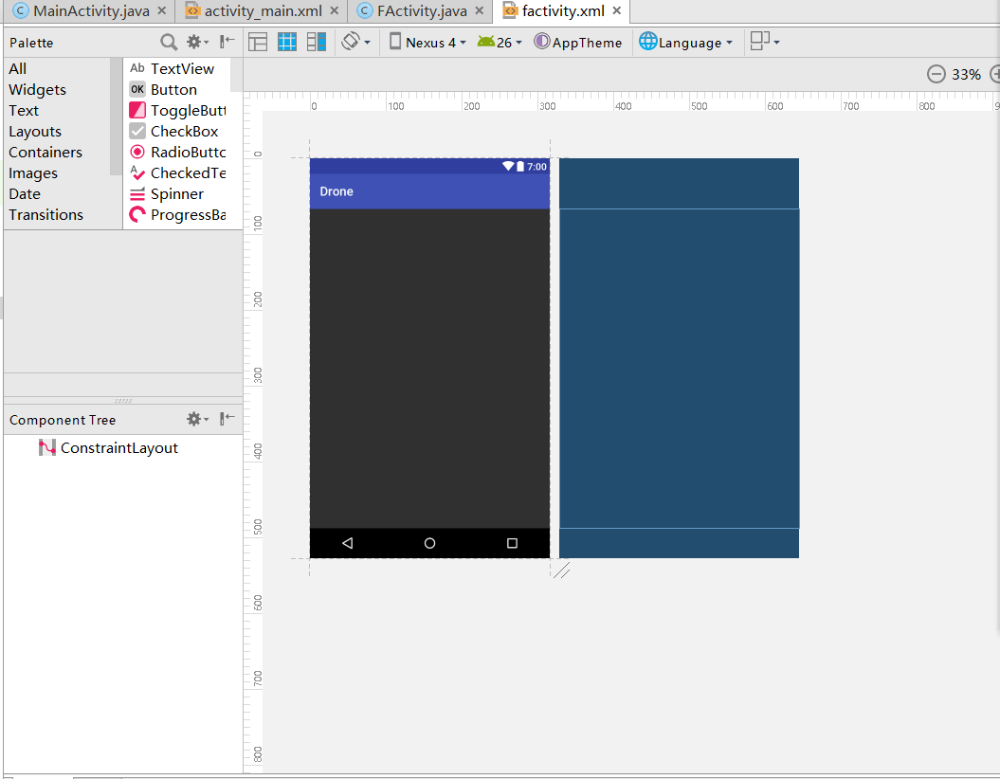 MainActivity.java
activity_main.xml
FActivity.java
factivity.xml
Palette
Nexus 4
26
AppTheme
Language
All
Widgets
Text
Layouts
Containers
Images
Date
Transitions
Ab TextView
OK Button
ToggleButt
CheckBox
RadioButto
CheckedTe
Spinner
ProgressBa
33%
0 100 200 300 400 500 600 700 800 9
0
100
200
300
400
500
600
700
800
7:00
Drone
Component Tree
ConstraintLayout